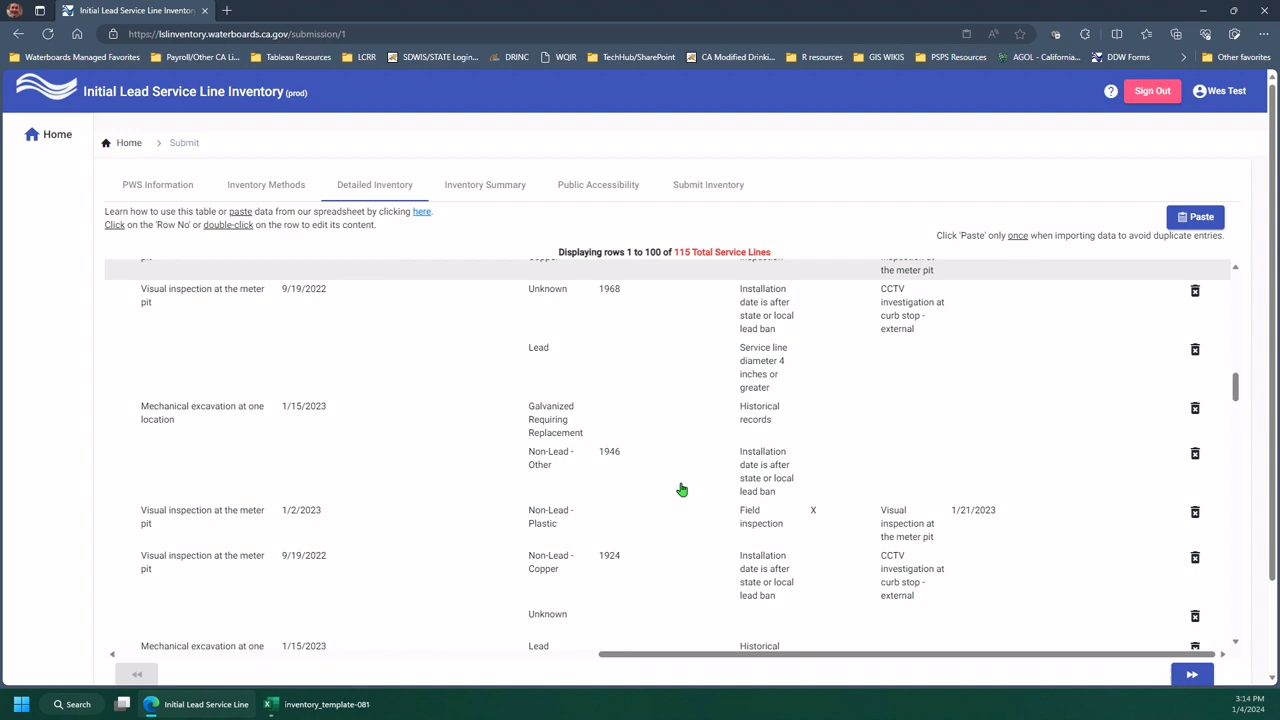 Initial Lead Service Line Inventory
https://lslinventory.waterboards.ca.gov/submission/1
Waterboards Managed Favorites
Payroll/Other CA Li...
Tableau Resources
LCRR
SDWIS/STATE Login...
DRINC
WQIR
TechHub/SharePoint
CA Modified Drinki...
R resources
GIS WIKIS
PSPS Resources
AGOL - California...
DDW Forms
Other favorites
Initial Lead Service Line Inventory (prod)
? Sign Out Wes Test
Home
Home > Submit
PWS Information Inventory Methods Detailed Inventory Inventory Summary Public Accessibility Submit Inventory
Learn how to use this table or paste data from our spreadsheet by clicking here.
Click on the 'Row No' or double-click on the row to edit its content.
Paste
Click 'Paste' only once when importing data to avoid duplicate entries.
Displaying rows 1 to 100 of 115 Total Service Lines
pit
Copper
inspection
inspection at
the meter pit
Visual inspection at the meter
pit
9/19/2022
Unknown
1968
Installation
date is after
state or local
lead ban
CCTV
investigation at
curb stop -
external
Lead
Service line
diameter 4
inches or
greater
Mechanical excavation at one
location
1/15/2023
Galvanized
Requiring
Replacement
Historical
records
Non-Lead -
Other
1946
Installation
date is after
state or local
lead ban
Visual inspection at the meter
pit
1/2/2023
Non-Lead -
Plastic
Field
inspection
X
Visual
inspection at
the meter pit
1/21/2023
Visual inspection at the meter
pit
9/19/2022
Non-Lead -
Copper
1924
Installation
date is after
state or local
lead ban
CCTV
investigation at
curb stop -
external
Unknown
Mechanical excavation at one
1/15/2023
Lead
Historical
Search
Initial Lead Service Line
inventory_template-081
3:14 PM
1/4/2024